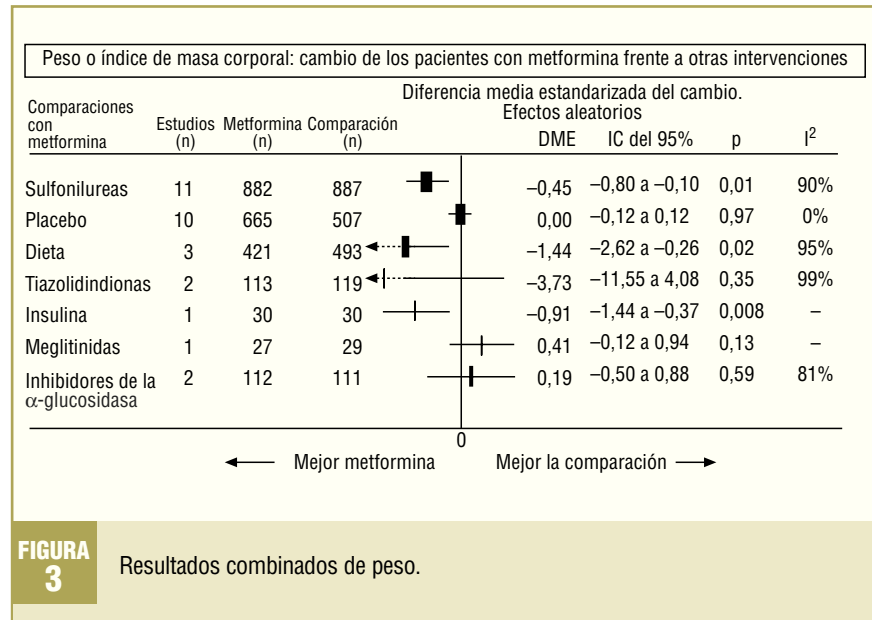 Peso o índice de masa corporal: cambio de los pacientes con metformina frente a otras intervenciones
Diferencia media estandarizada del cambio.
Efectos aleatorios
Comparaciones
con
metformina
Estudios (n)
Metformina (n)
Comparación (n)
DME IC del 95% p I²
Sulfonilureas 11 882 887 –0,45 –0,80 a –0,10 0,01 90%
Placebo 10 665 507 0,00 –0,12 a 0,12 0,97 0%
Dieta 3 421 493 –1,44 –2,62 a –0,26 0,02 95%
Tiazolidindionas 2 113 119 –3,73 –11,55 a 4,08 0,35 99%
Insulina 1 30 30 –0,91 –1,44 a –0,37 0,008 –
Meglitinidas 1 27 29 0,41 –0,12 a 0,94 0,13 –
Inhibidores de la 2 112 111 0,19 –0,50 a 0,88 0,59 81%
α-glucosidasa
0
Mejor metformina Mejor la comparación
FIGURA
3
Resultados combinados de peso.